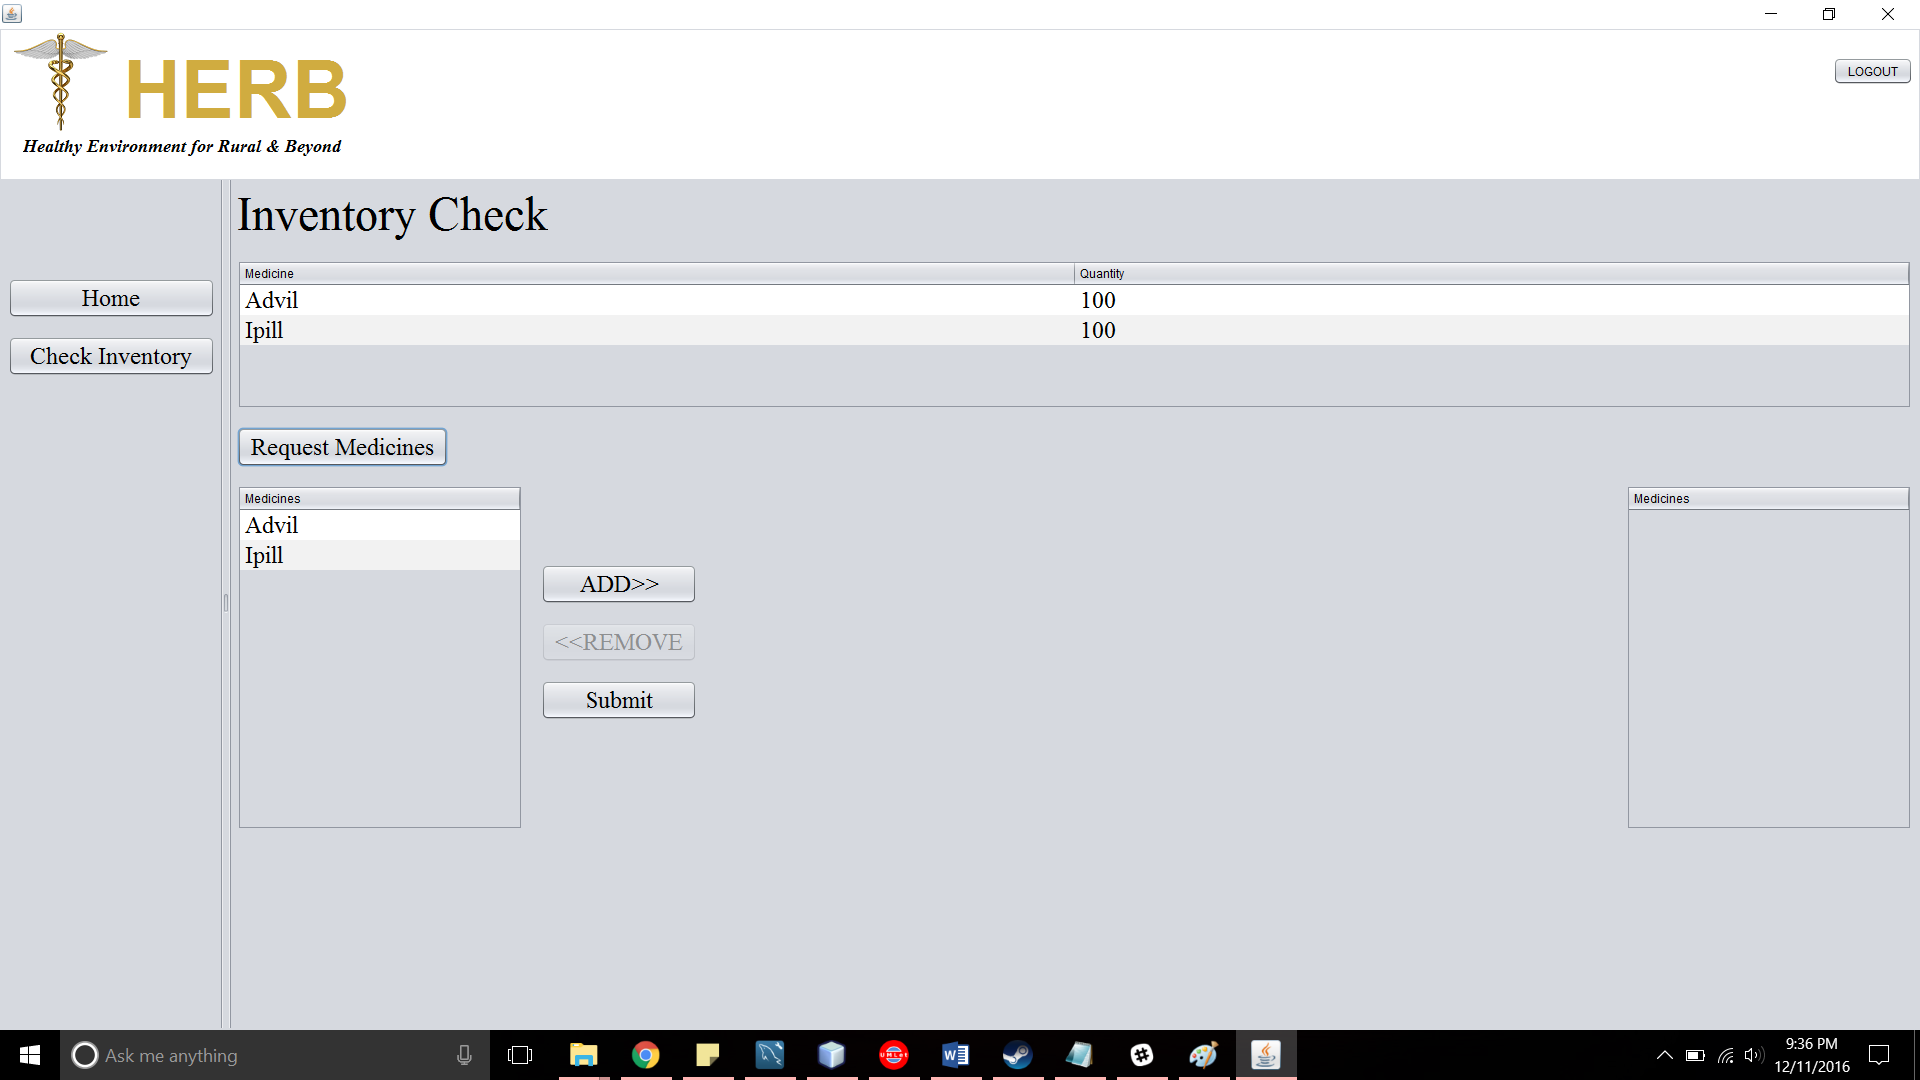 HERB
Healthy Environment for Rural & Beyond
LOGOUT
Inventory Check
Home
Check Inventory
Medicine Quantity
Advil 100
Ipill 100
Request Medicines
Medicines
Advil
Ipill
ADD>>
<<REMOVE
Submit
Medicines
Ask me anything
UMLet
W
9:36 PM
12/11/2016